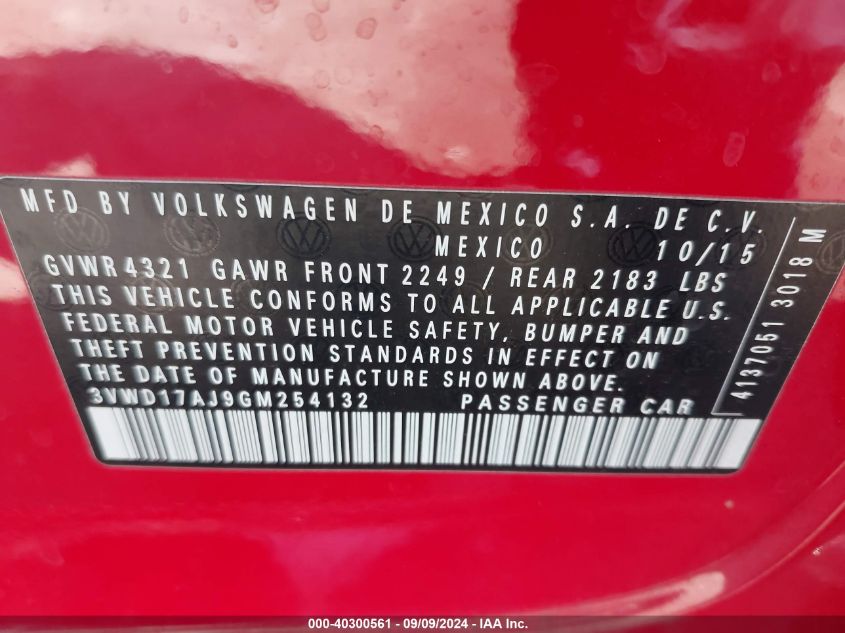 MFD BY VOLKSWAGEN DE MEXICO S.A. DE C.V.
MEXICO 10/15
GVWR 4321 GAWR FRONT 2249 / REAR 2183 LBS
THIS VEHICLE CONFORMS TO ALL APPLICABLE U.S.
FEDERAL MOTOR VEHICLE SAFETY, BUMPER AND
THEFT PREVENTION STANDARDS IN EFFECT ON
THE DATE OF MANUFACTURE SHOWN ABOVE.
3VWD17AJ9GM254132 PASSENGER CAR
4137051 3018 M
000-40300561 - 09/09/2024 - IAA Inc.